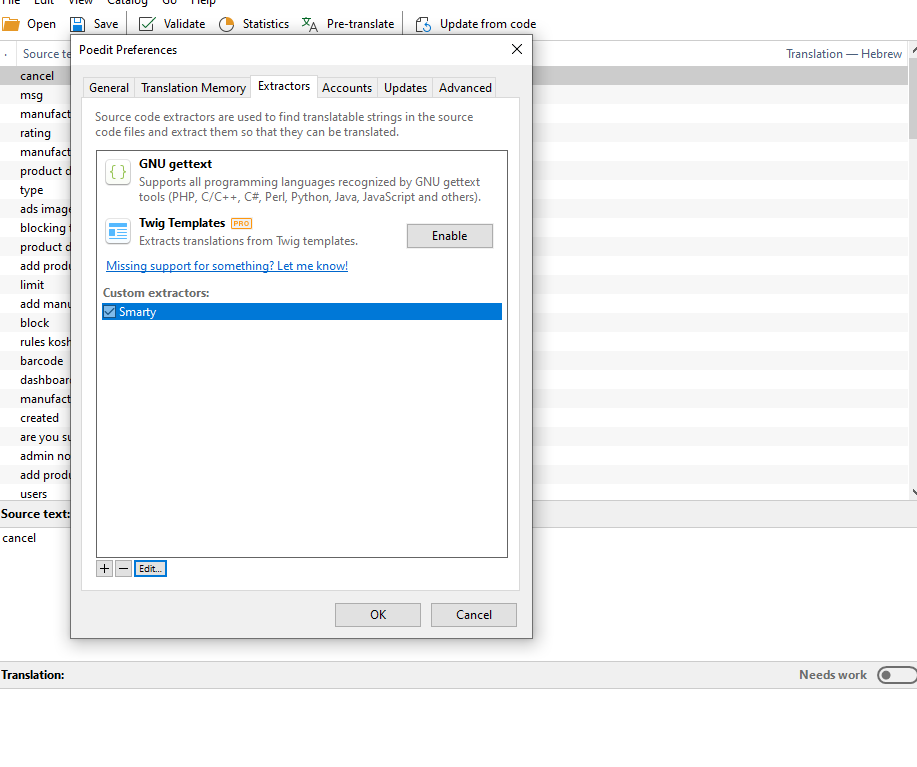 File Edit View Catalog Go Help
Open Save Validate Statistics Pre-translate Update from code
Poedit Preferences
Translation — Hebrew
General Translation Memory Extractors Accounts Updates Advanced
Source code extractors are used to find translatable strings in the source
code files and extract them so that they can be translated.
GNU gettext
Supports all programming languages recognized by GNU gettext
tools (PHP, C/C++, C#, Perl, Python, Java, JavaScript and others).
Twig Templates PRO
Extracts translations from Twig templates.
Enable
Missing support for something? Let me know!
Custom extractors:
Smarty
+ − Edit...
OK Cancel
Source te
cancel
msg
manufact
rating
manufact
product d
type
ads image
blocking
product d
add produ
limit
add manu
block
rules kosh
barcode
dashboar
manufact
created
are you su
admin no
add produ
users
Source text:
cancel
Translation:
Needs work